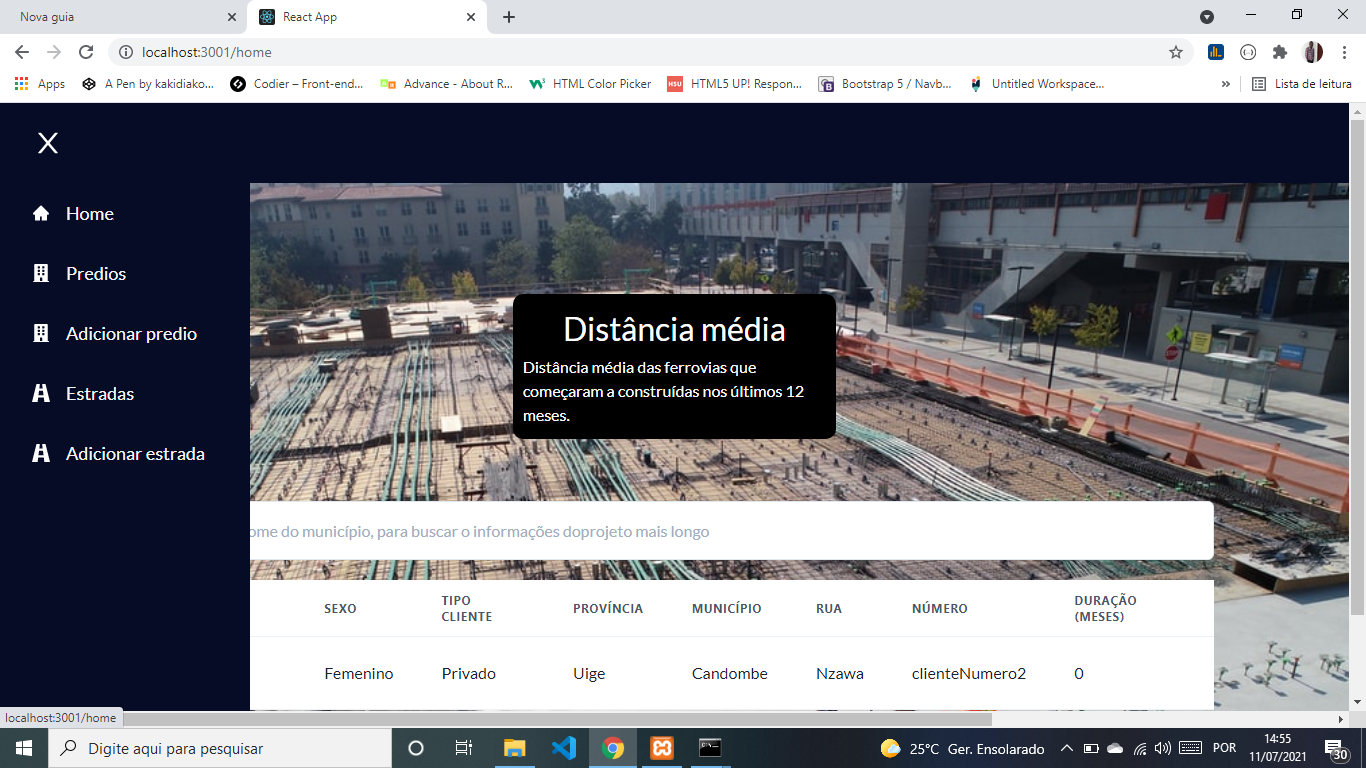 Nova guia
React App
localhost:3001/home
Apps
A Pen by kakidiako...
Codier – Front-end...
Advance - About R...
HTML Color Picker
HSU
HTML5 UP! Respon...
Bootstrap 5 / Navb...
Untitled Workspace...
»
Lista de leitura
X
Home
Predios
Adicionar predio
Estradas
Adicionar estrada
Distância média
Distância média das ferrovias que
começaram a construídas nos últimos 12
meses.
ome do município, para buscar o informações doprojeto mais longo
SEXO TIPO CLIENTE PROVÍNCIA MUNICÍPIO RUA NÚMERO DURAÇÃO (MESES)
Femenino Privado Uige Candombe Nzawa clienteNumero2 0
localhost:3001/home
Digite aqui para pesquisar
25°C Ger. Ensolarado
POR
14:55
11/07/2021
30